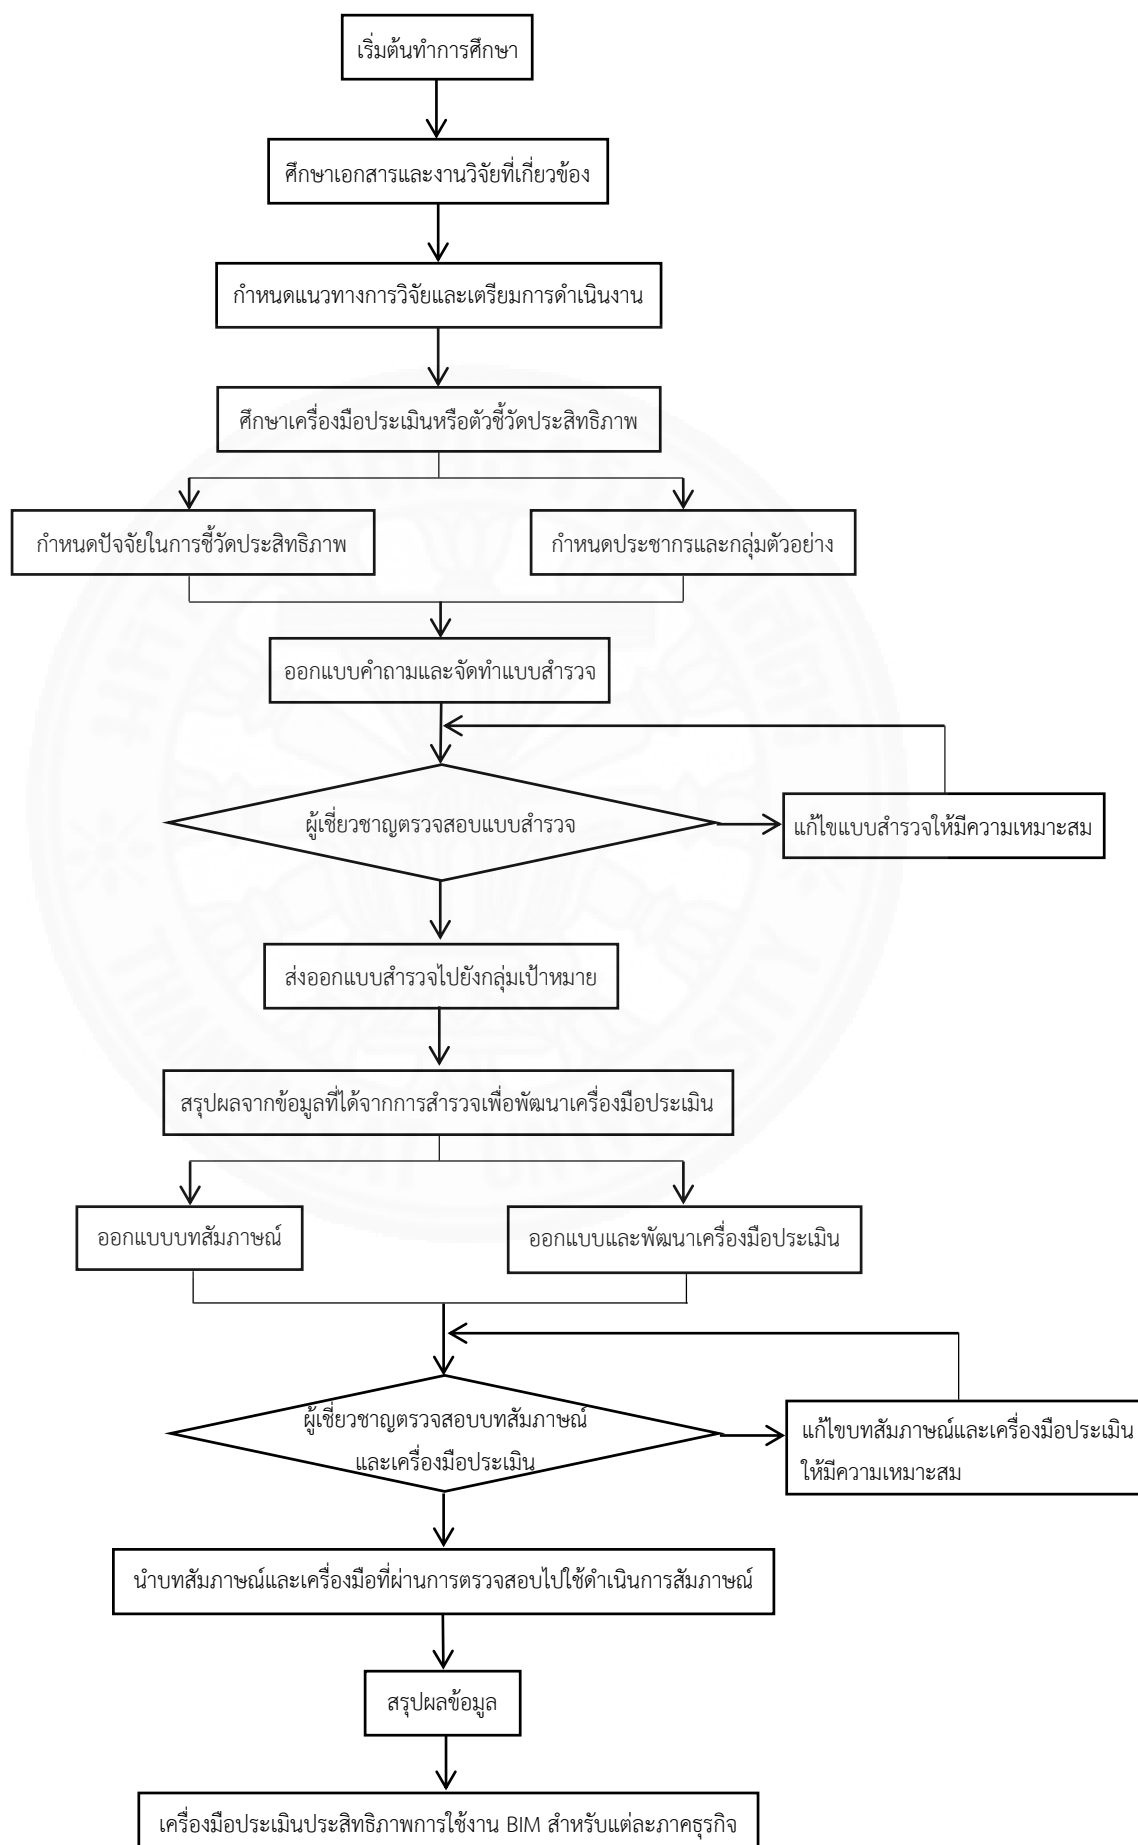 เริ่มต้นทำการศึกษา
ศึกษาเอกสารและงานวิจัยที่เกี่ยวข้อง
กำหนดแนวทางการวิจัยและเตรียมการดำเนินงาน
ศึกษาเครื่องมือประเมินหรือตัวชี้วัดประสิทธิภาพ
กำหนดปัจจัยในการชี้วัดประสิทธิภาพ
กำหนดประชากรและกลุ่มตัวอย่าง
ออกแบบคำถามและจัดทำแบบสำรวจ
ผู้เชี่ยวชาญตรวจสอบแบบสำรวจ
แก้ไขแบบสำรวจให้มีความเหมาะสม
ส่งออกแบบสำรวจไปยังกลุ่มเป้าหมาย
สรุปผลจากข้อมูลที่ได้จากการสำรวจเพื่อพัฒนาเครื่องมือประเมิน
ออกแบบบทสัมภาษณ์
ออกแบบและพัฒนาเครื่องมือประเมิน
ผู้เชี่ยวชาญตรวจสอบบทสัมภาษณ์
และเครื่องมือประเมิน
แก้ไขบทสัมภาษณ์และเครื่องมือประเมิน
ให้มีความเหมาะสม
นำบทสัมภาษณ์และเครื่องมือที่ผ่านการตรวจสอบไปใช้ดำเนินการสัมภาษณ์
สรุปผลข้อมูล
เครื่องมือประเมินประสิทธิภาพการใช้งาน BIM สำหรับแต่ละภาคธุรกิจ